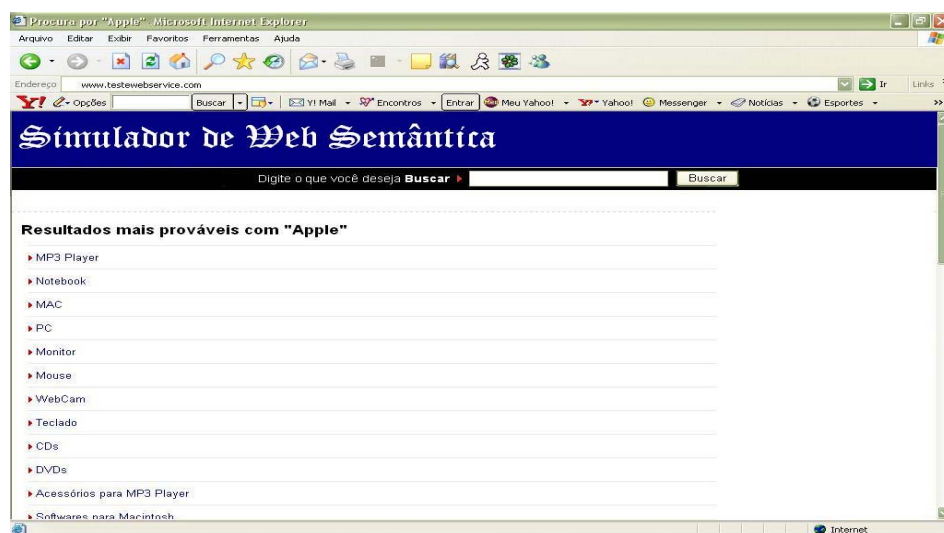 Procura por "Apple" - Microsoft Internet Explorer
Arquivo Editar Exibir Favoritos Ferramentas Ajuda
Endereço www.testewebservice.com Ir Links
Y! Opções Buscar Y! Mail Encontros Entrar Meu Yahoo! Yahoo! Messenger Notícias Esportes »
Simulador de Web Semântica
Digite o que você deseja Buscar Buscar
Resultados mais prováveis com "Apple"
MP3 Player
Notebook
MAC
PC
Monitor
Mouse
WebCam
Teclado
CDs
DVDs
Acessórios para MP3 Player
Softwares para Macintosh
Internet